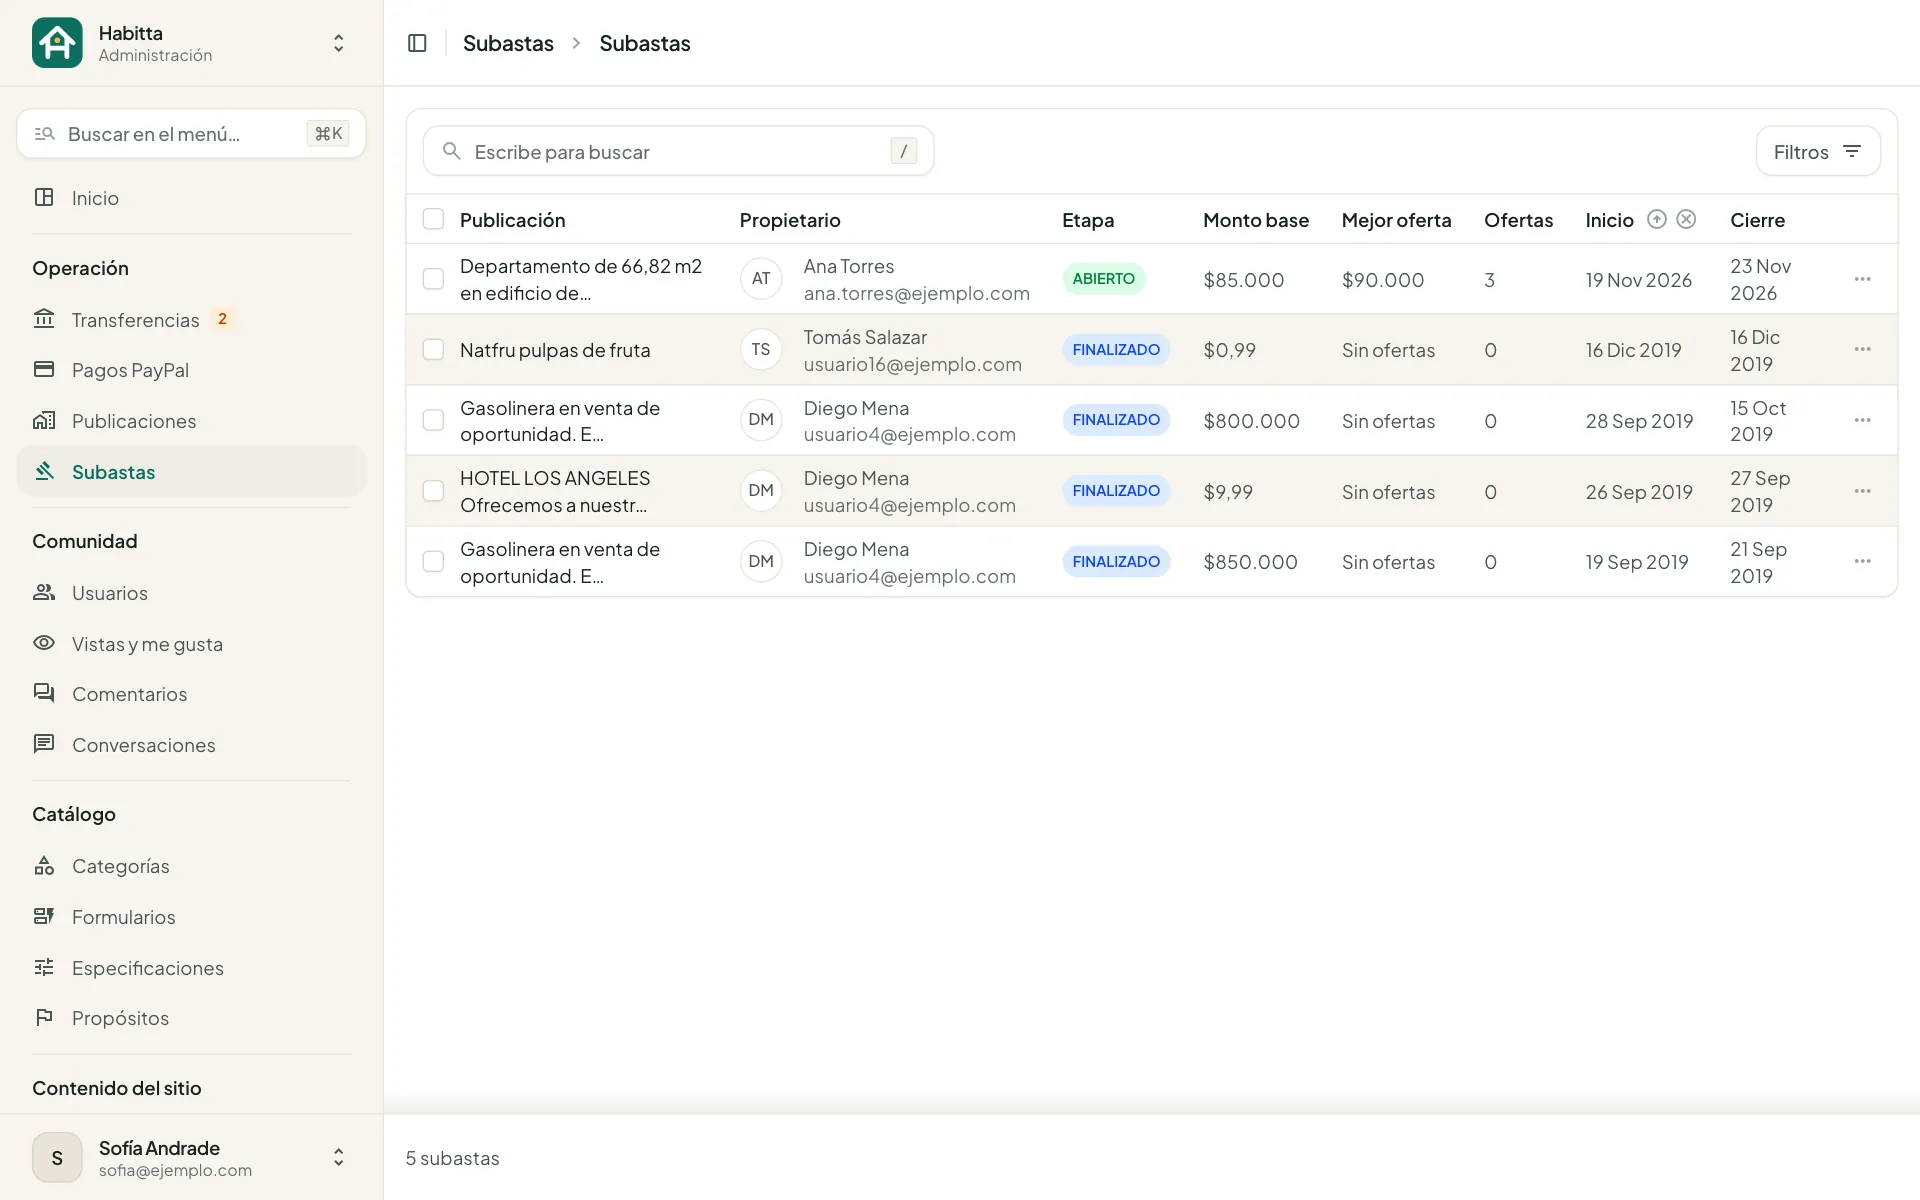 Habitta
Administración
Buscar en el menú...
⌘K
Inicio
Operación
Transferencias 2
Pagos PayPal
Publicaciones
Subastas
Comunidad
Usuarios
Vistas y me gusta
Comentarios
Conversaciones
Catálogo
Categorías
Formularios
Especificaciones
Propósitos
Contenido del sitio
S
Sofía Andrade
sofia@ejemplo.com
Subastas > Subastas
Escribe para buscar /
Filtros
Publicación Propietario Etapa Monto base Mejor oferta Ofertas Inicio Cierre
Departamento de 66,82 m2
en edificio de...
AT
Ana Torres
ana.torres@ejemplo.com
ABIERTO
$85.000
$90.000
3
19 Nov 2026
23 Nov
2026
Natfru pulpas de fruta
TS
Tomás Salazar
usuario16@ejemplo.com
FINALIZADO
$0,99
Sin ofertas
0
16 Dic 2019
16 Dic
2019
Gasolinera en venta de
oportunidad. E...
DM
Diego Mena
usuario4@ejemplo.com
FINALIZADO
$800.000
Sin ofertas
0
28 Sep 2019
15 Oct
2019
HOTEL LOS ANGELES
Ofrecemos a nuestr...
DM
Diego Mena
usuario4@ejemplo.com
FINALIZADO
$9,99
Sin ofertas
0
26 Sep 2019
27 Sep
2019
Gasolinera en venta de
oportunidad. E...
DM
Diego Mena
usuario4@ejemplo.com
FINALIZADO
$850.000
Sin ofertas
0
19 Sep 2019
21 Sep
2019
5 subastas